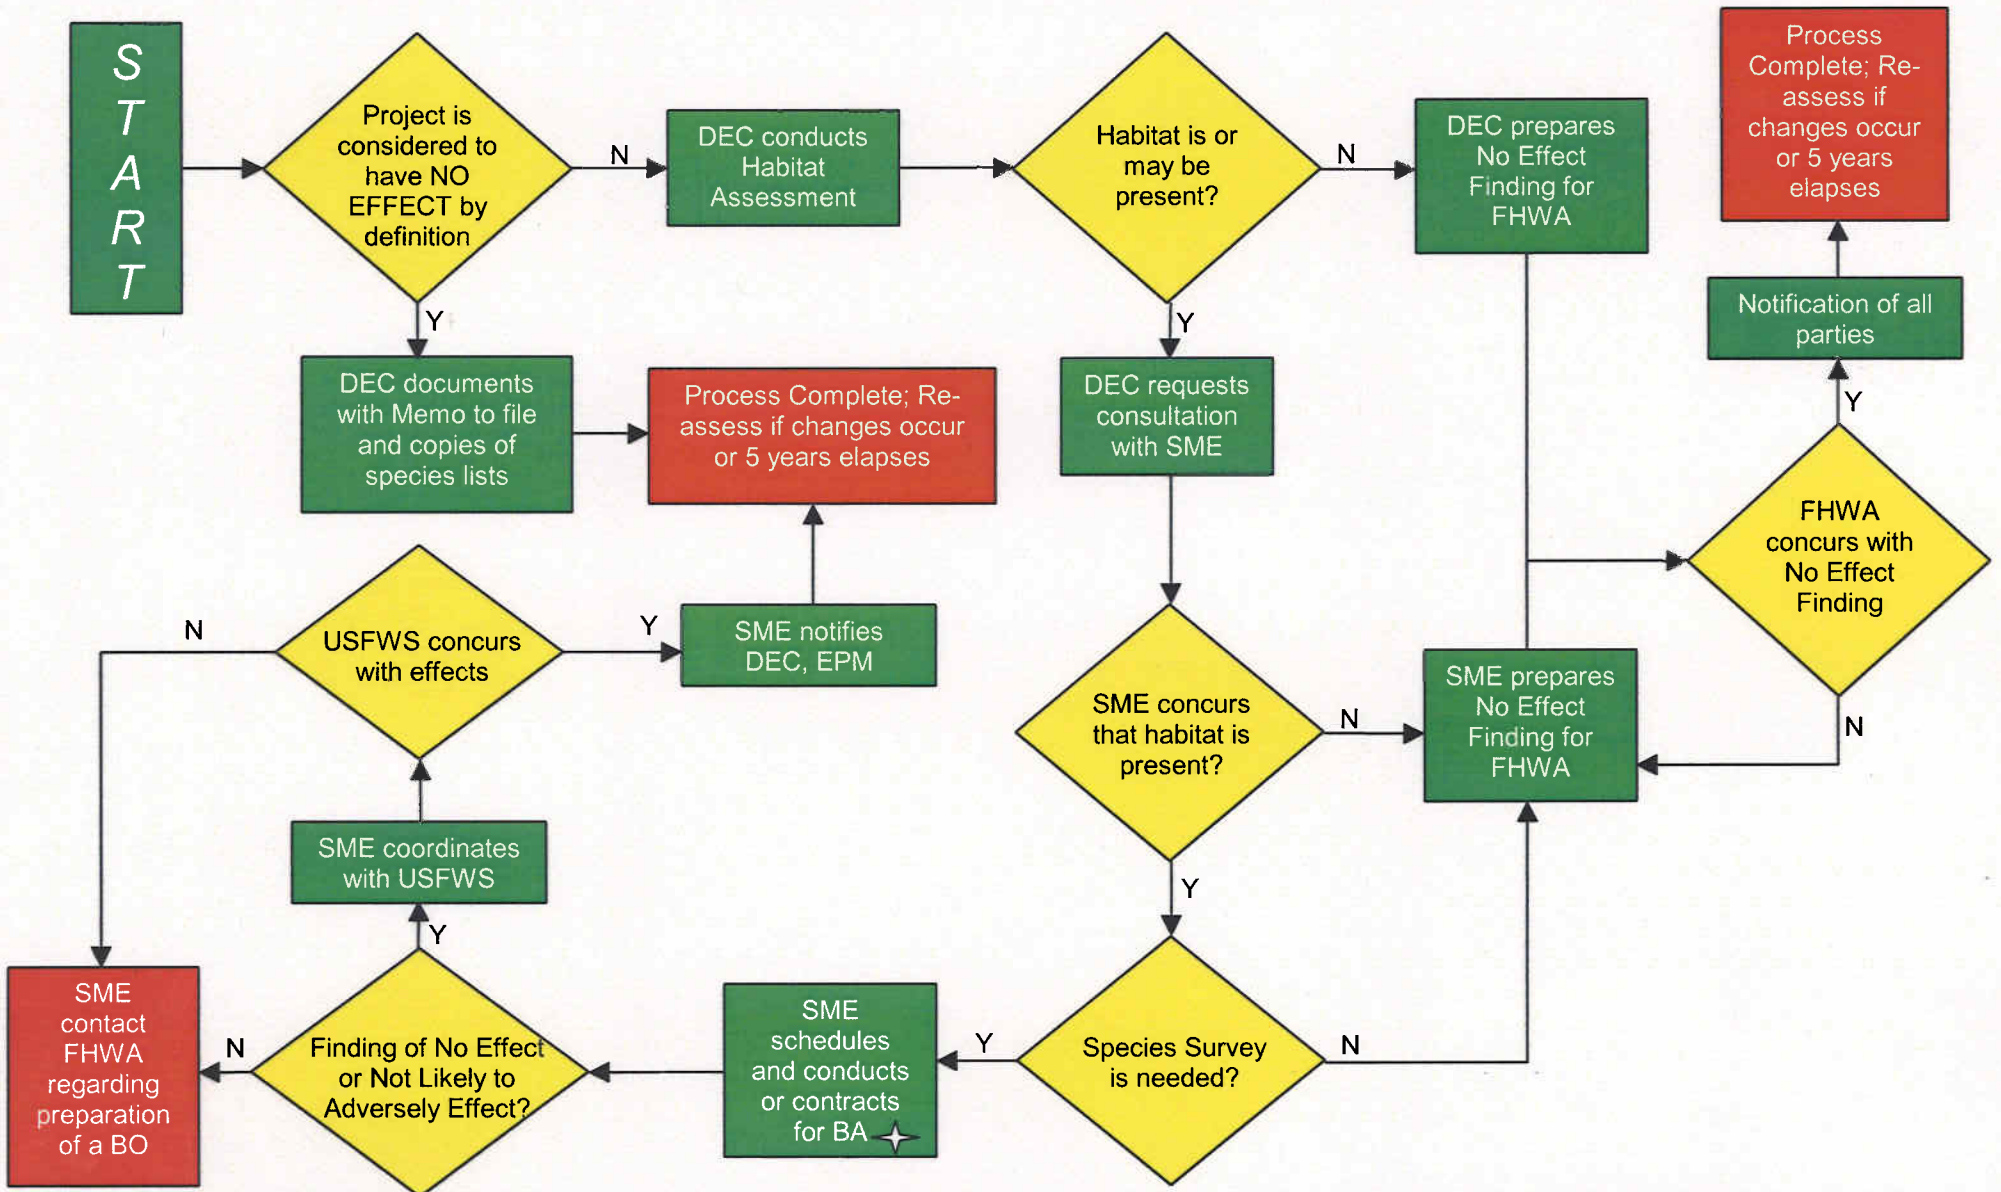 START
Project is
considered to
have NO
EFFECT by
definition
N
DEC conducts
Habitat
Assessment
Habitat is or
may be
present?
N
DEC prepares
No Effect
Finding for
FHWA
Process
Complete; Re-
assess if
changes occur
or 5 years
elapses
Notification of all
parties
Y
Y
Y
DEC documents
with Memo to file
and copies of
species lists
Process Complete; Re-
assess if changes occur
or 5 years elapses
DEC requests
consultation
with SME
FHWA
concurs with
No Effect
Finding
N
USFWS concurs
with effects
Y
SME notifies
DEC, EPM
N
SME concurs
that habitat is
present?
N
SME prepares
No Effect
Finding for
FHWA
N
SME coordinates
with USFWS
Y
Y
SME
contact
FHWA
regarding
preparation
of a BO
N
Finding of No Effect
or Not Likely to
Adversely Effect?
SME
schedules
and conducts
or contracts
for BA
Y
Species Survey
is needed?
N